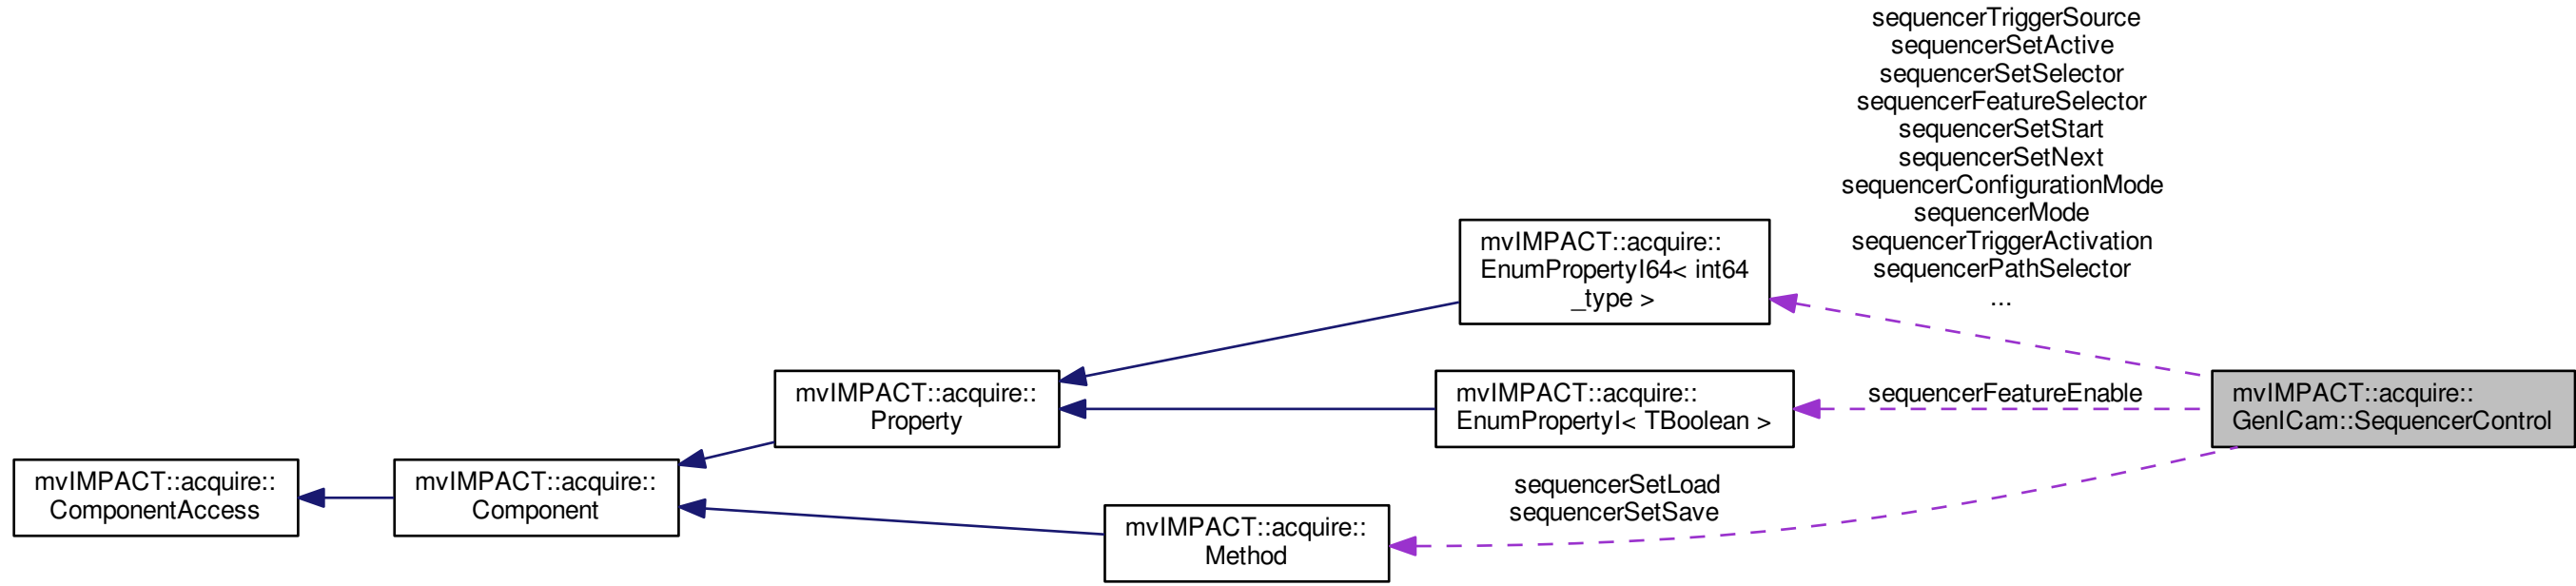 sequencerTriggerSource
sequencerSetActive
sequencerSetSelector
sequencerFeatureSelector
sequencerSetStart
sequencerSetNext
sequencerConfigurationMode
sequencerMode
sequencerTriggerActivation
sequencerPathSelector
...
mvIMPACT::acquire::
EnumPropertyI64< int64
_type >
mvIMPACT::acquire::
Property
mvIMPACT::acquire::
EnumPropertyI< TBoolean >
sequencerFeatureEnable
mvIMPACT::acquire::
GenICam::SequencerControl
mvIMPACT::acquire::
ComponentAccess
mvIMPACT::acquire::
Component
sequencerSetLoad
sequencerSetSave
mvIMPACT::acquire::
Method